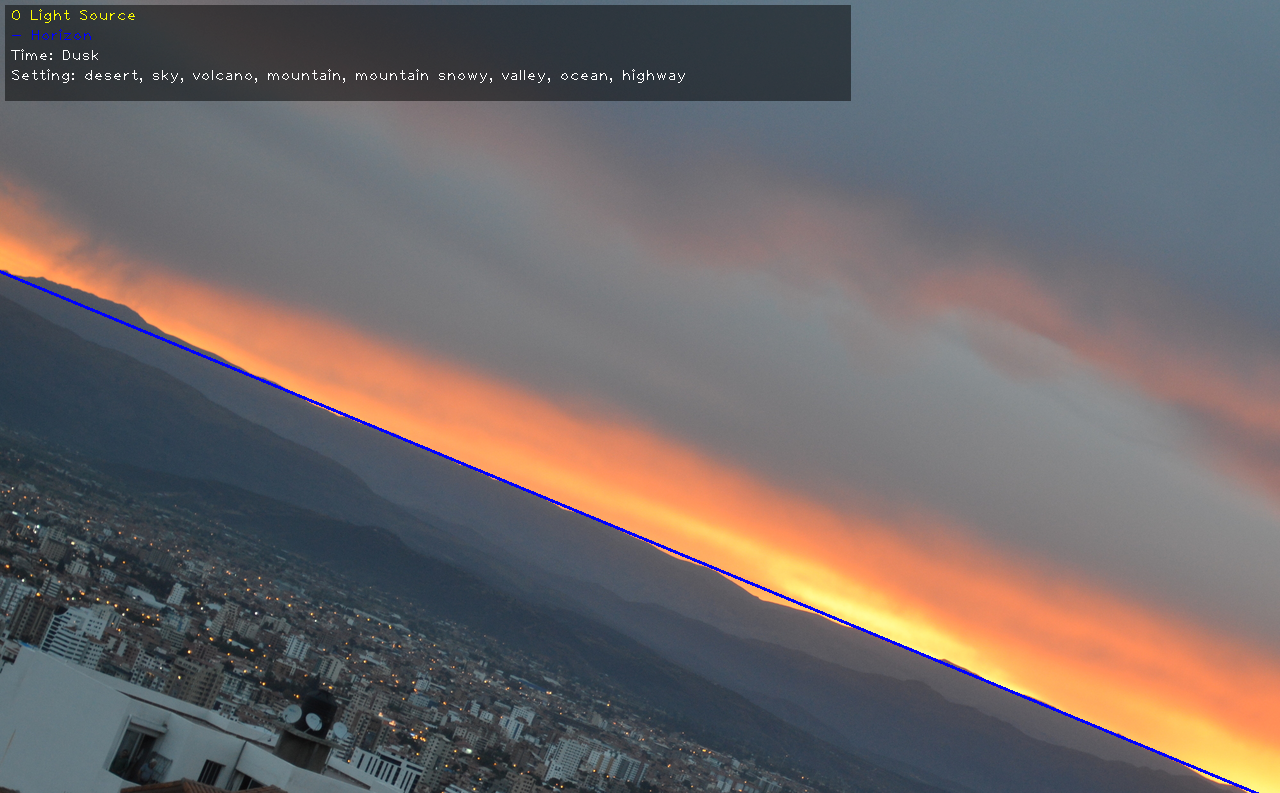 O Light Source
- Horizon
Time: Dusk
Setting: desert, sky, volcano, mountain, mountain snowy, valley, ocean, highway